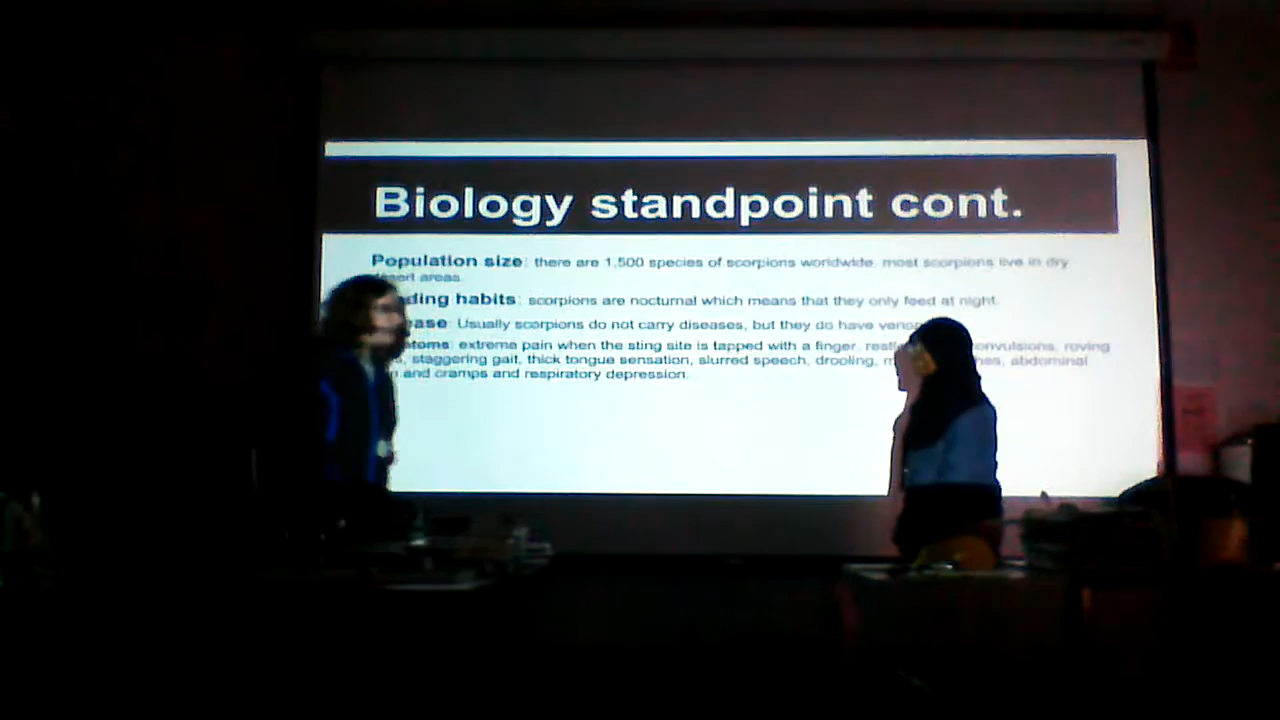 Biology standpoint cont.
Population size: there are 1,500 species of scorpions worldwide, most scorpions live in dry
desert areas.
ding habits: scorpions are nocturnal which means that they only feed at night.
ease: Usually scorpions do not carry diseases, but they do have
toms: extreme pain when the sting site is tapped with a finger, convulsions, roving
staggering gait, thick tongue sensation, slurred speech, drooling, abdominal
and cramps and respiratory depression.